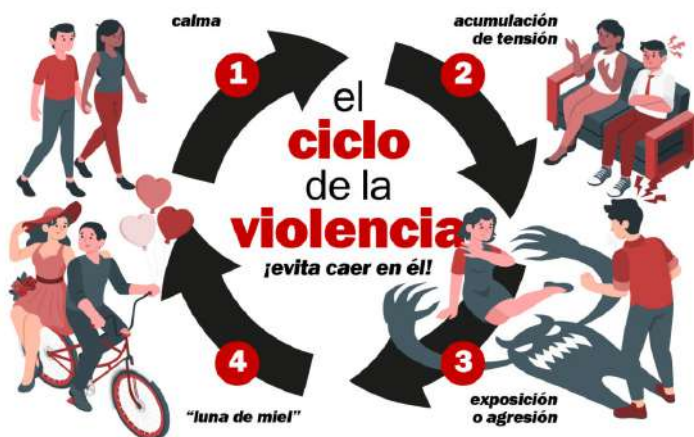 el
ciclo
de la
violencia
¡evita caer en él!
1
calma
2
acumulación
de tensión
3
exposición
o agresión
4
“luna de miel”